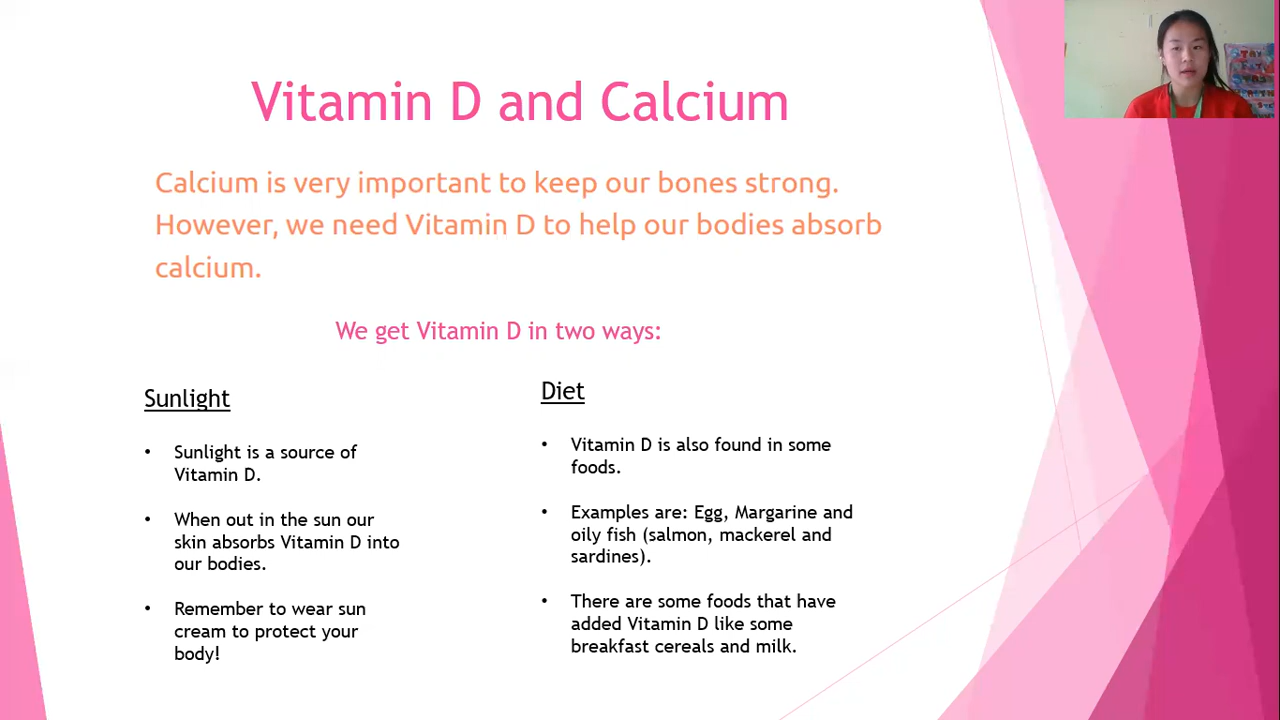 Vitamin D and Calcium
Calcium is very important to keep our bones strong.
However, we need Vitamin D to help our bodies absorb
calcium.
We get Vitamin D in two ways:
Sunlight
• Sunlight is a source of
Vitamin D.
• When out in the sun our
skin absorbs Vitamin D into
our bodies.
• Remember to wear sun
cream to protect your
body!
Diet
• Vitamin D is also found in some
foods.
• Examples are: Egg, Margarine and
oily fish (salmon, mackerel and
sardines).
• There are some foods that have
added Vitamin D like some
breakfast cereals and milk.